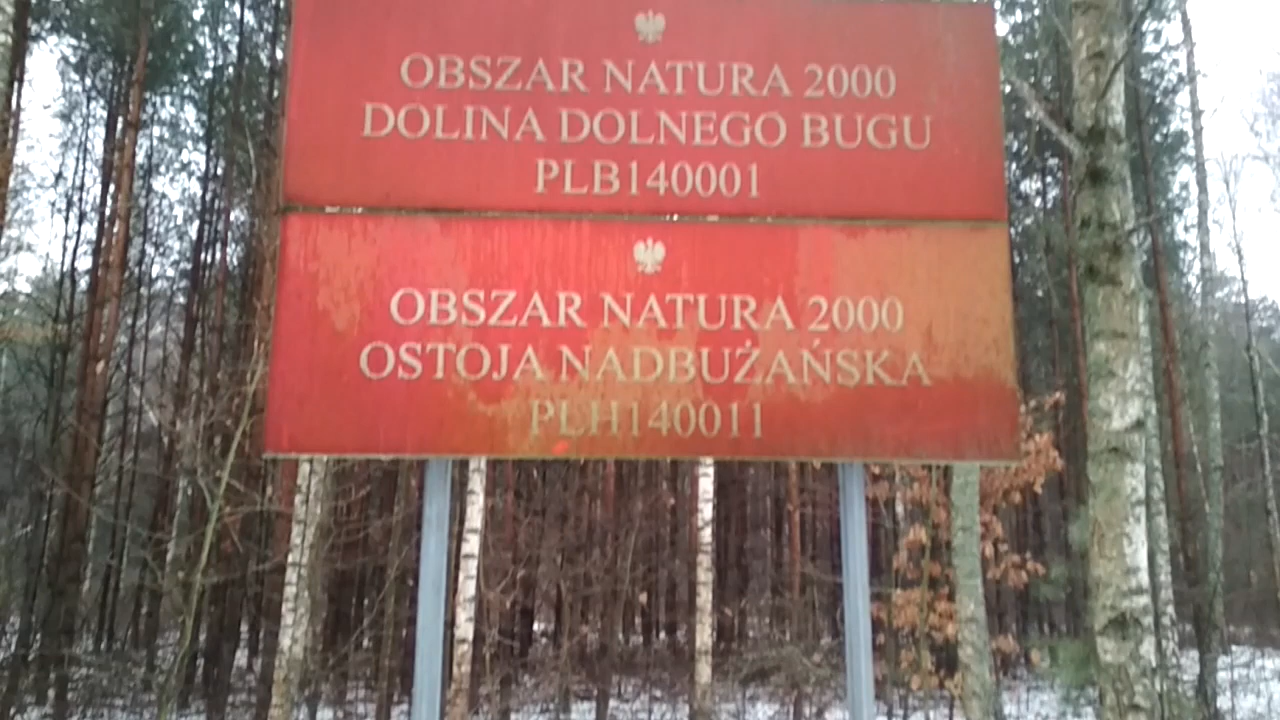 OBSZAR NATURA 2000
DOLINA DOLNEGO BUGU
PLB140001
OBSZAR NATURA 2000
OSTOJA NADBUŻAŃSKA
PLH140011